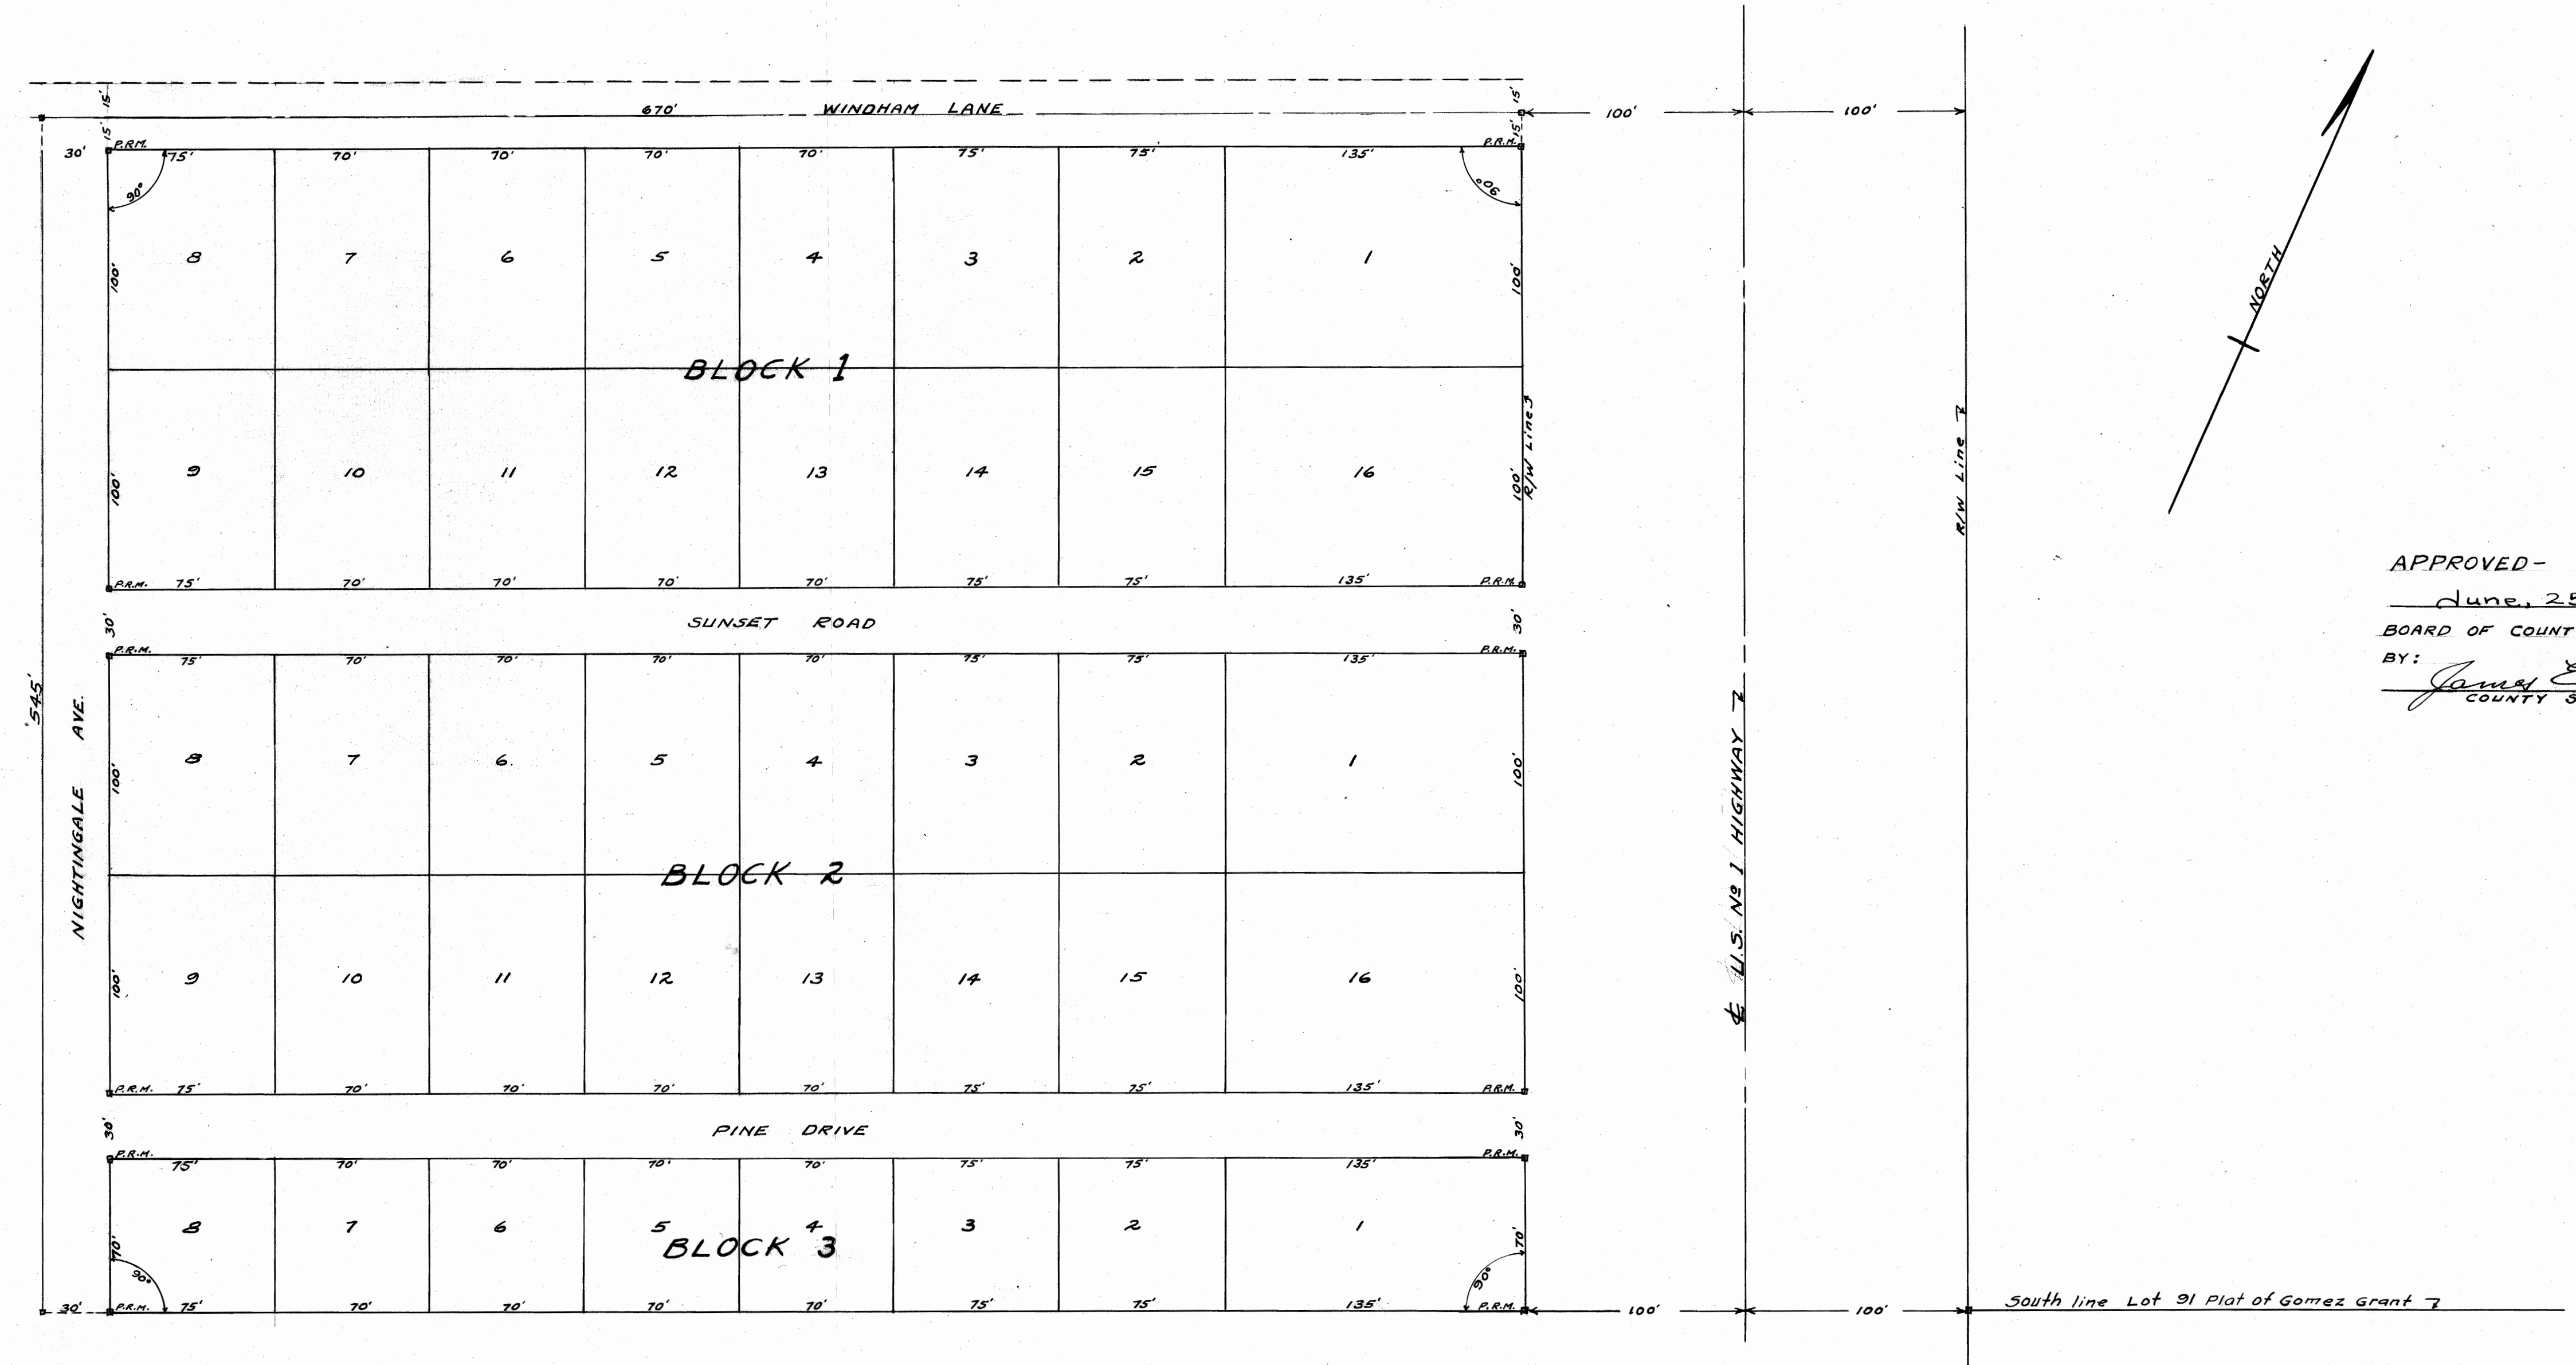 15' 15'
670' WINDHAM LANE
15' 15'
100' 100'
30' P.R.M. 75' 70' 70' 70' 70' 75' 75' 135' P.R.M.
90° 90°
100' 8 7 6 5 4 3 2 1 100'
BLOCK 1
R/W Line
R/W Line
100' 9 10 11 12 13 14 15 16 100'
P.R.M. 75' 70' 70' 70' 70' 75' 75' 135' P.R.M.
NORTH
APPROVED-
June, 25
BOARD OF COUNT
BY:
James
COUNTY S
30' SUNSET ROAD 30'
P.R.M. 75' 70' 70' 70' 70' 75' 75' 135' P.R.M.
545'
NIGHTINGALE AVE.
100' 8 7 6. 5 4 3 2 1 100'
BLOCK 2
℄ U.S. Nº 1 HIGHWAY
100' 9 10 11 12 13 14 15 16 100'
P.R.M. 75' 70' 70' 70' 70' 75' 75' 135' P.R.M.
30' PINE DRIVE 30'
P.R.M. 75' 70' 70' 70' 70' 75' 75' 135' P.R.M.
70' 8 7 6 5 4 3 2 1 70'
BLOCK 3
90° 90°
30' P.R.M. 75' 70' 70' 70' 70' 75' 75' 135' P.R.M.
100' 100'
South line Lot 91 Plat of Gomez Grant